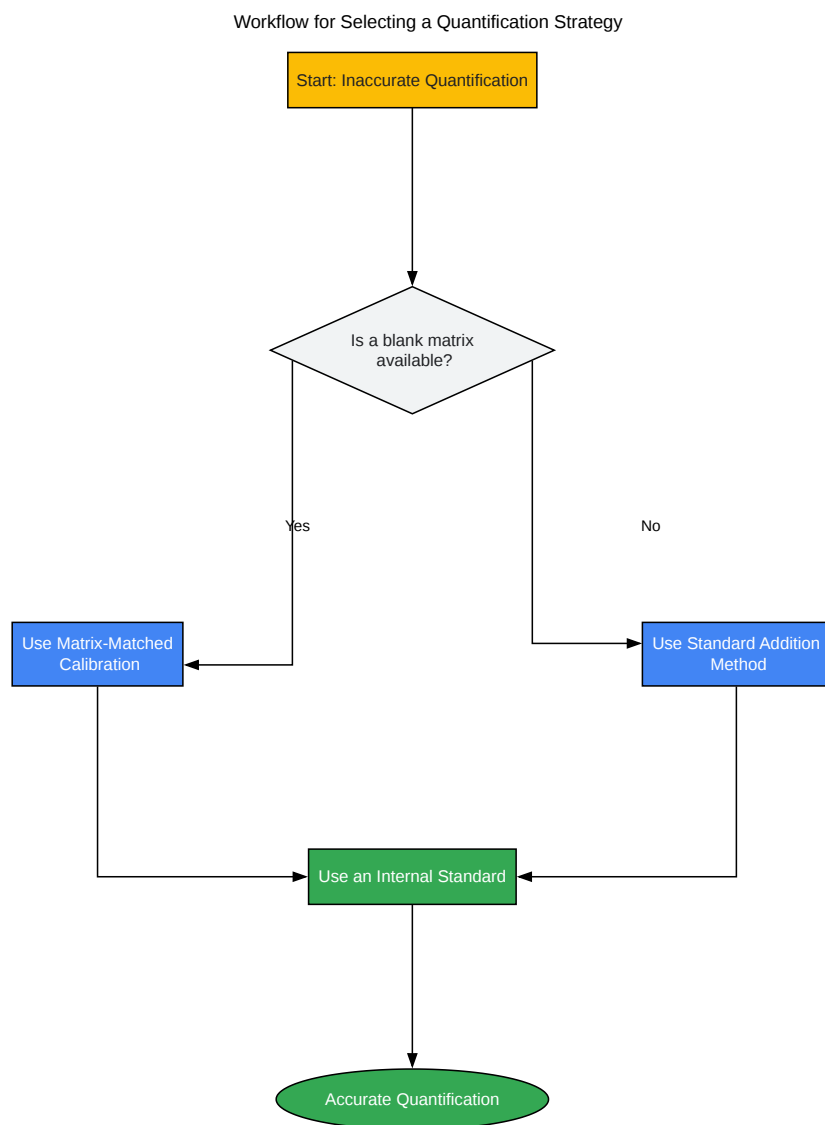 Workflow for Selecting a Quantification Strategy
Start: Inaccurate Quantification
Is a blank matrix
available?
Yes
No
Use Matrix-Matched
Calibration
Use Standard Addition
Method
Use an Internal Standard
Accurate Quantification